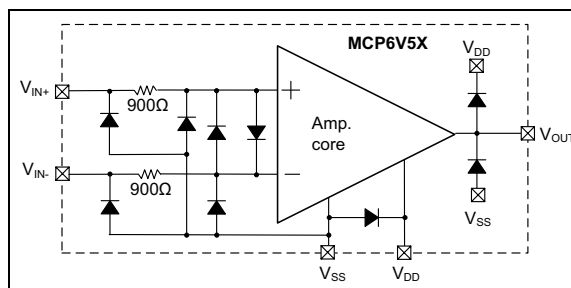 MCP6V5X
V_DD
V_IN+
900Ω
+
Amp.
core
V_OUT
V_IN-
900Ω
−
V_SS
V_SS
V_DD